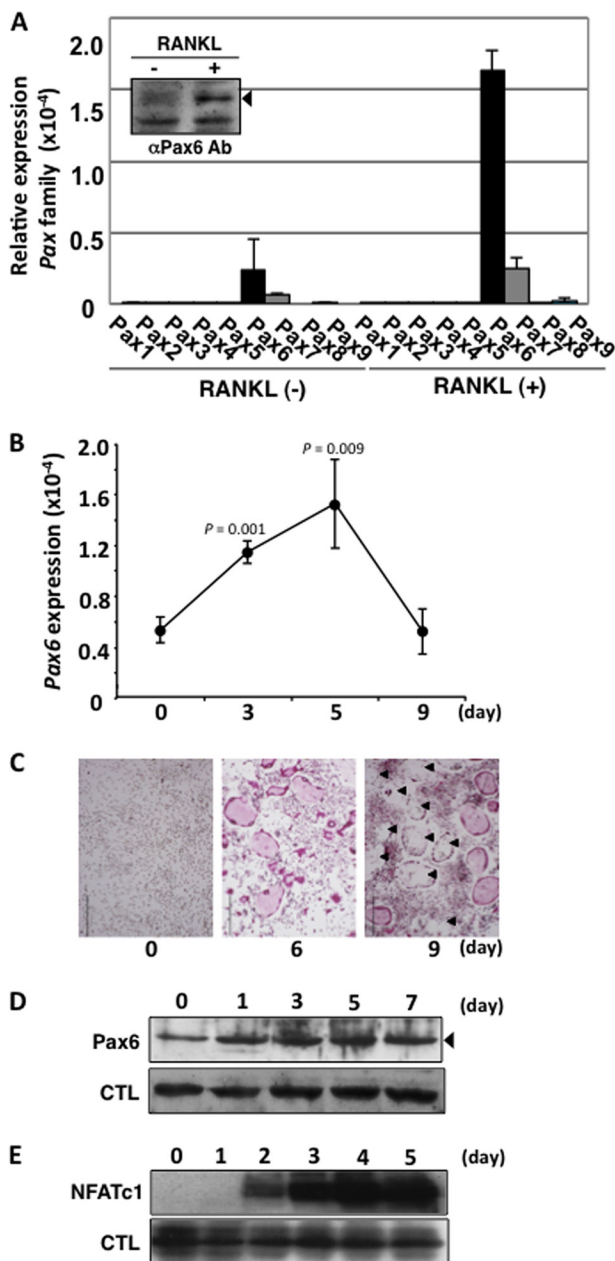 A
RANKL
- +
αPax6 Ab
Relative expression
Pax family (x10⁻⁴)
2.0
1.5
1.0
0.5
0
Pax1 Pax2 Pax3 Pax4 Pax5 Pax6 Pax7 Pax8 Pax9 Pax1 Pax2 Pax3 Pax4 Pax5 Pax6 Pax7 Pax8 Pax9
RANKL (-) RANKL (+)
B
Pax6 expression (x10⁻⁴)
2.0
1.6
1.2
0.8
0.4
0
P = 0.001
P = 0.009
0 3 5 9 (day)
C
0 6 9 (day)
D
0 1 3 5 7 (day)
Pax6
CTL
E
0 1 2 3 4 5 (day)
NFATc1
CTL